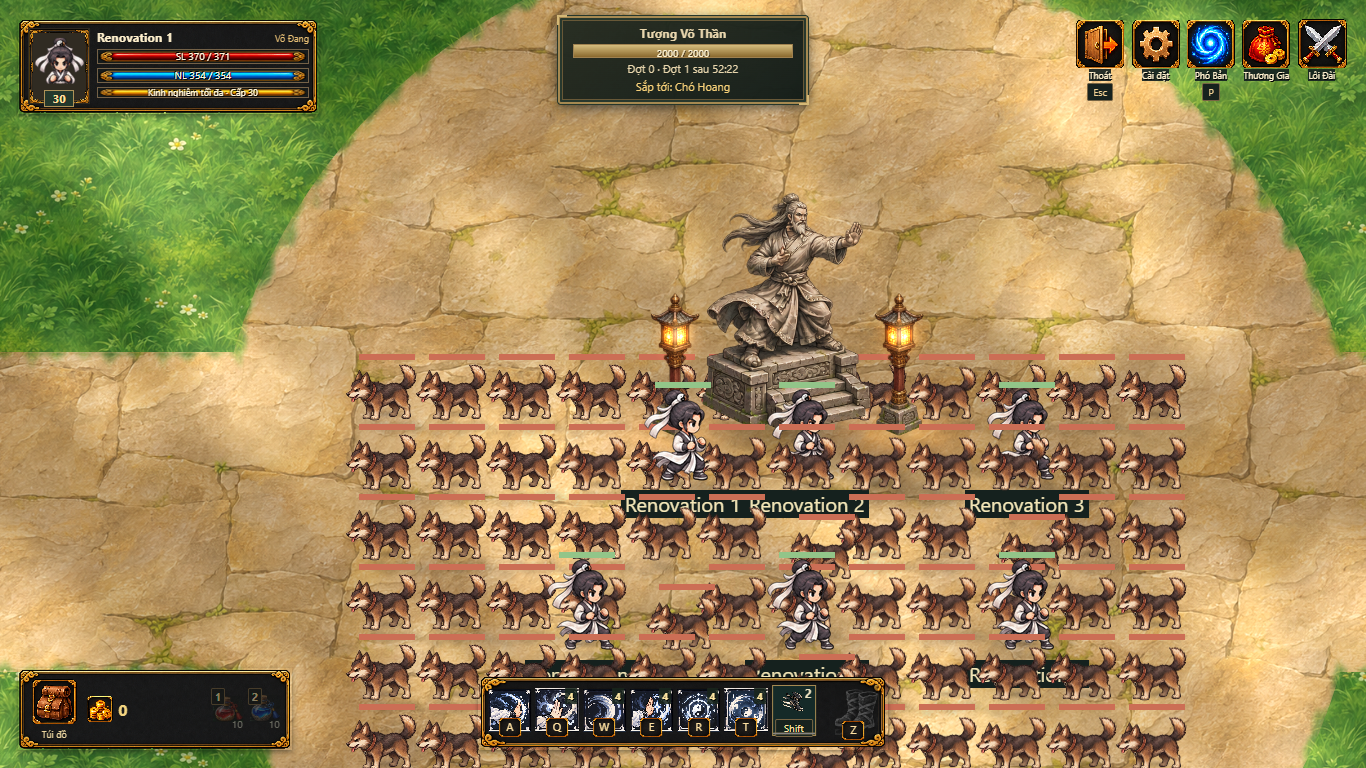 Renovation 1
Võ Đang
SL 370 / 371
NL 354 / 354
Kinh nghiệm tối đa · Cấp 30
30
Tượng Võ Thần
2000 / 2000
Đợt 0 · Đợt 1 sau 52:22
Sắp tới: Chó Hoang
Thoát
Cài đặt
Phó Bản
Thương Gia
Lôi Đài
Esc
P
Renovation 1
Renovation 2
Renovation 3
Túi đồ
0
1
10
2
10
A
4
Q
4
W
4
E
4
R
4
T
2
Shift
Z